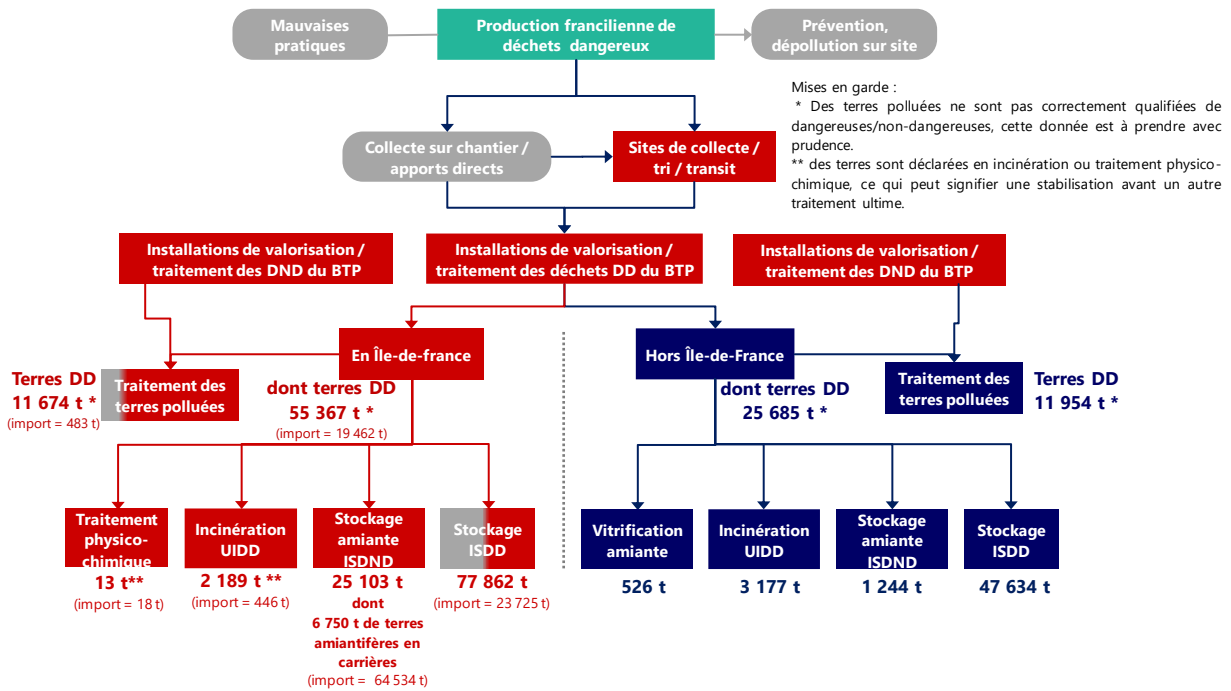 Mauvaises
pratiques
Production francilienne de
déchets dangereux
Prévention,
dépollution sur site
Mises en garde :
* Des terres polluées ne sont pas correctement qualifiées de
dangereuses/non-dangereuses, cette donnée est à prendre avec
prudence.
** des terres sont déclarées en incinération ou traitement physico-
chimique, ce qui peut signifier une stabilisation avant un autre
traitement ultime.
Collecte sur chantier /
apports directs
Sites de collecte /
tri / transit
Installations de valorisation /
traitement des DND du BTP
Installations de valorisation /
traitement des déchets DD du BTP
Installations de valorisation /
traitement des DND du BTP
En Île-de-france
Hors Île-de-France
Terres DD
11 674 t *
(import = 483 t)
Traitement des
terres polluées
dont terres DD
55 367 t *
(import = 19 462 t)
dont terres DD
25 685 t *
Traitement des
terres polluées
Terres DD
11 954 t *
Traitement
physico-
chimique
13 t**
(import = 18 t)
Incinération
UIDD
2 189 t **
(import = 446 t)
Stockage
amiante
ISDND
25 103 t
dont
6 750 t de terres
amiantifères en
carrières
(import = 64 534 t)
Stockage
ISDD
77 862 t
(import = 23 725 t)
Vitrification
amiante
526 t
Incinération
UIDD
3 177 t
Stockage
amiante
ISDND
1 244 t
Stockage
ISDD
47 634 t